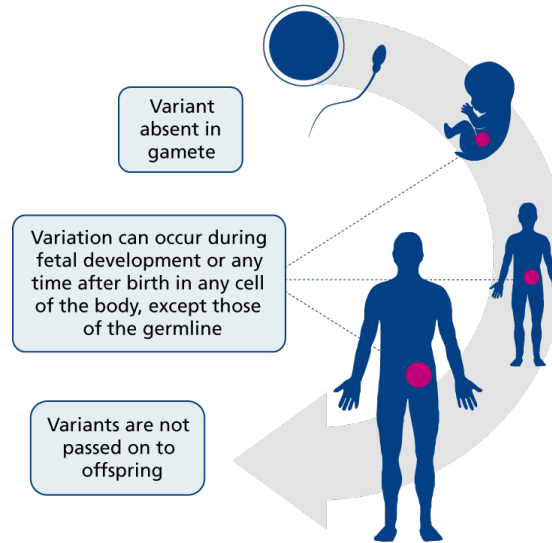 Variant
absent in
gamete
Variation can occur during
fetal development or any
time after birth in any cell
of the body, except those
of the germline
Variants are not
passed on to
offspring